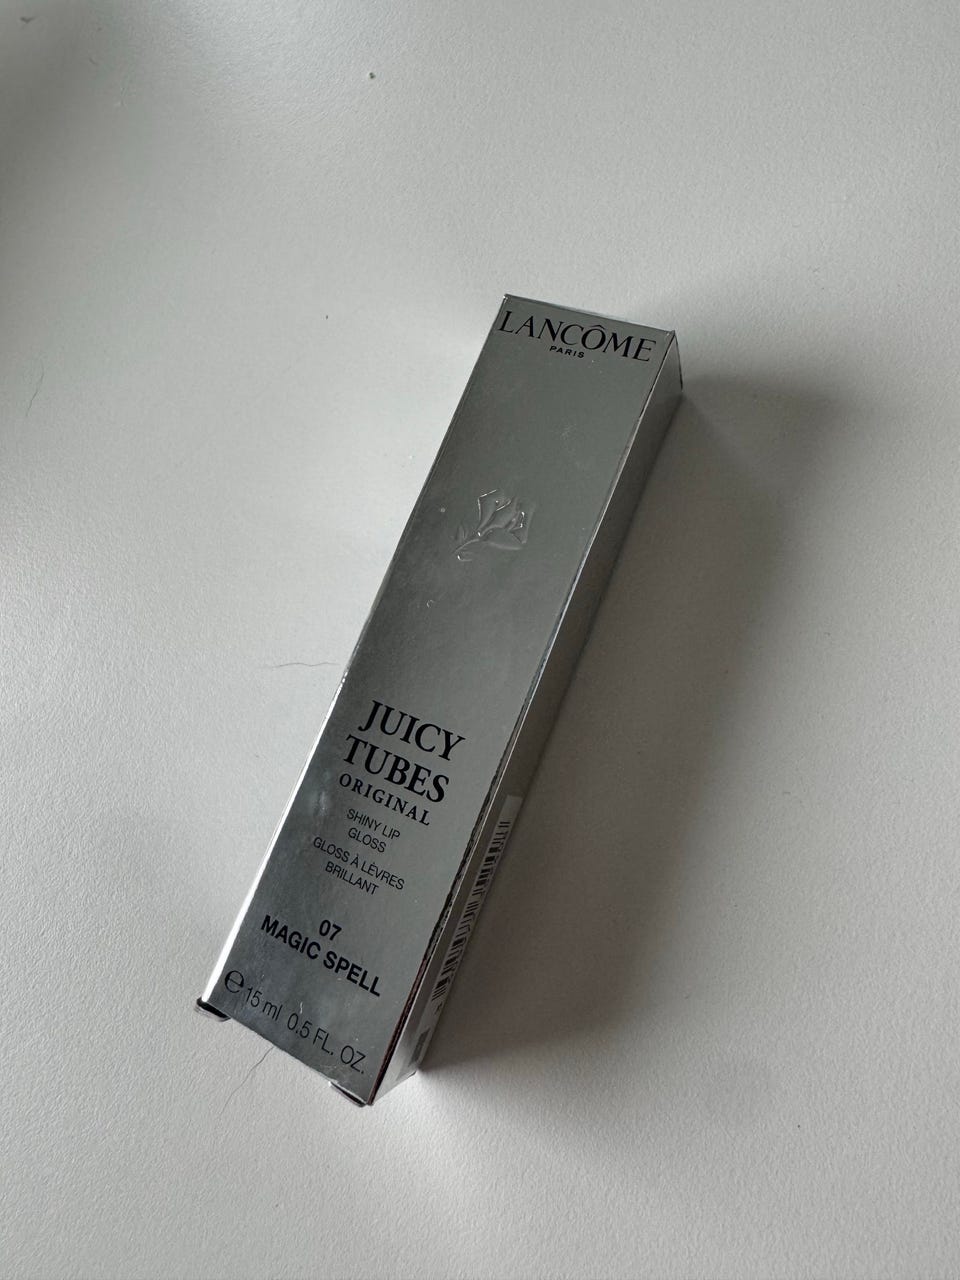 LANCÔME
PARIS
JUICY
TUBES
ORIGINAL
SHINY LIP
GLOSS
GLOSS À LÈVRES
BRILLANT
07
MAGIC SPELL
℮ 15 ml 0.5 FL. OZ.